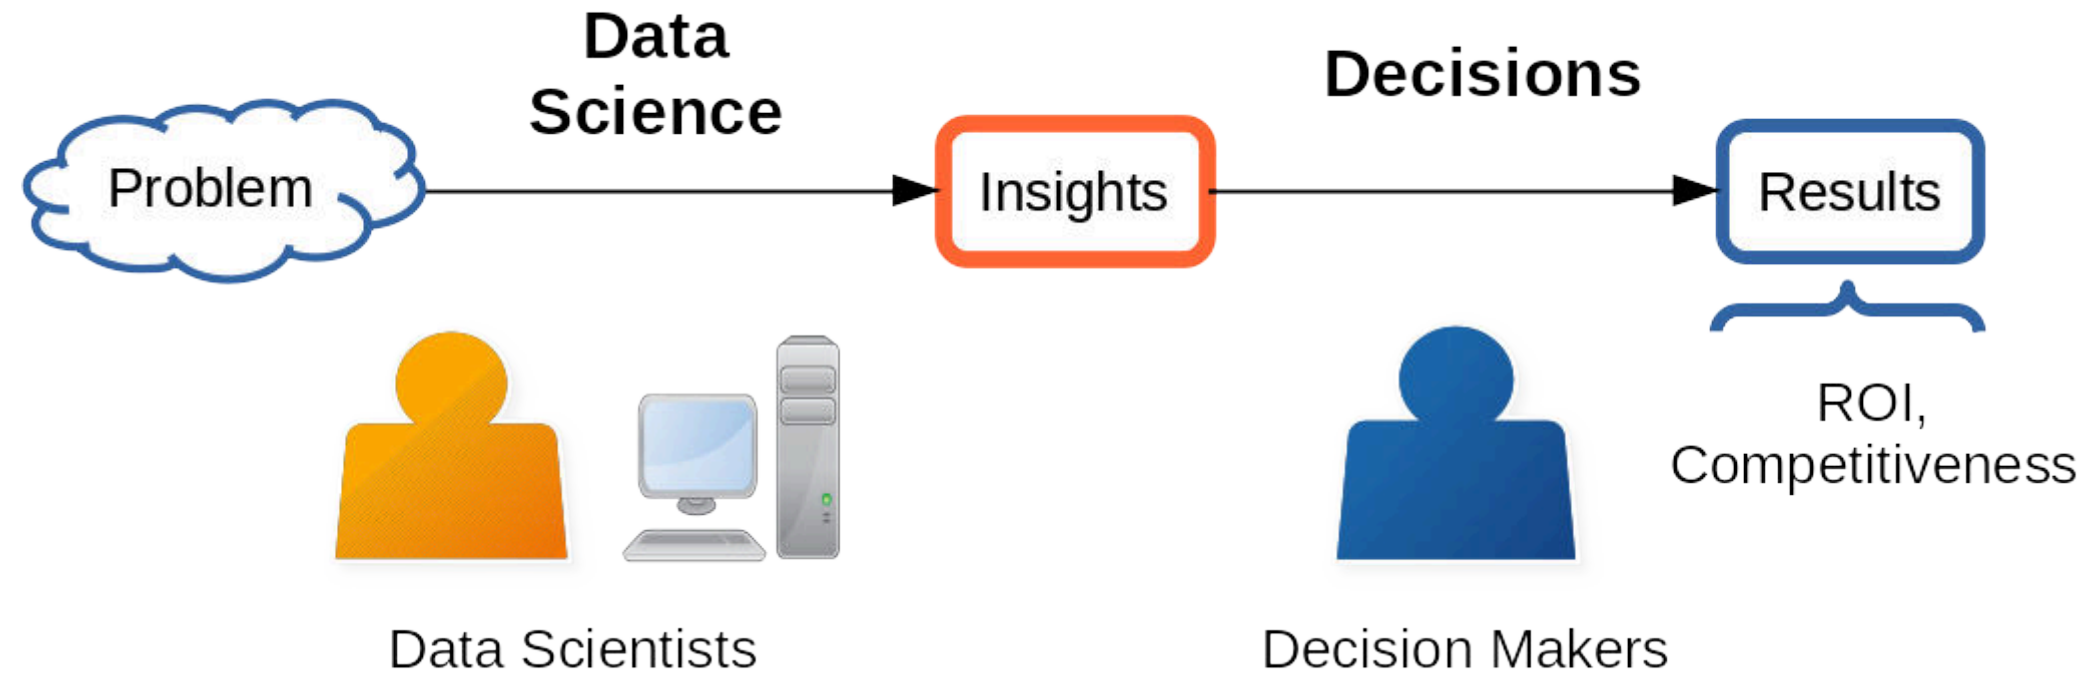 Data
Science
Decisions
Problem
Insights
Results
ROI,
Competitiveness
Data Scientists
Decision Makers